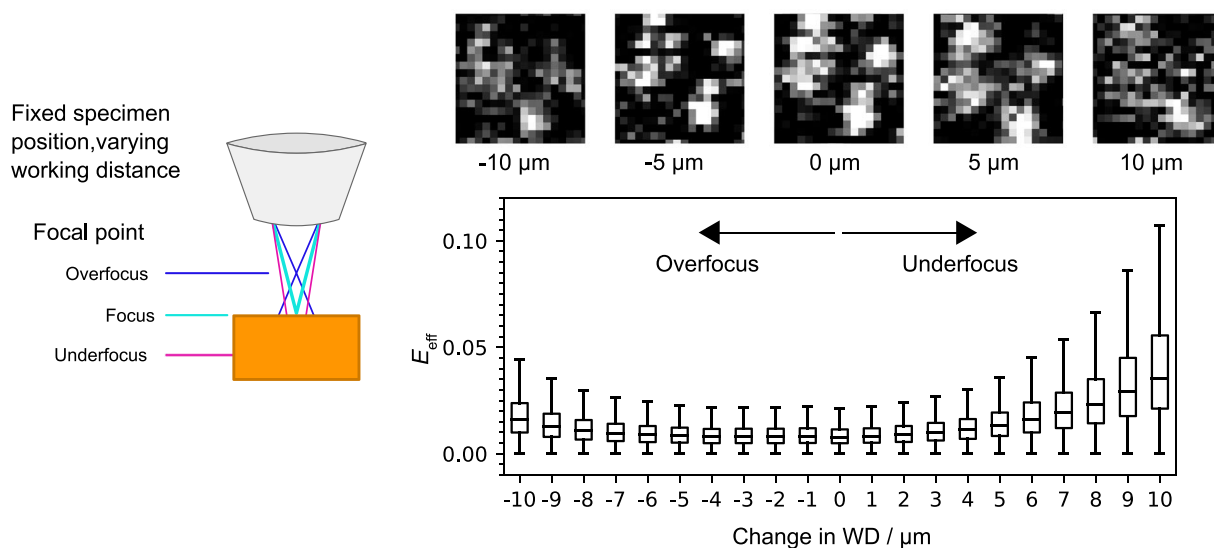 Fixed specimen
position,varying
working distance
Focal point
Overfocus
Focus
Underfocus
-10 μm
-5 μm
0 μm
5 μm
10 μm
Overfocus
Underfocus
0.10
0.05
0.00
E_eff
-10 -9 -8 -7 -6 -5 -4 -3 -2 -1 0 1 2 3 4 5 6 7 8 9 10
Change in WD / μm